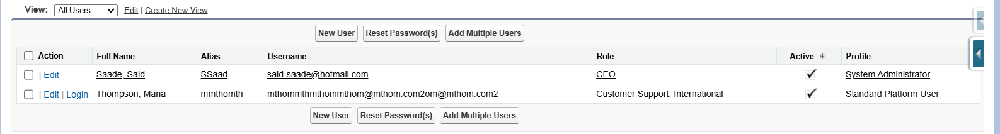 View: All Users Edit | Create New View
New User Reset Password(s) Add Multiple Users
Action Full Name Alias Username Role Active Profile
| Edit Saade, Said SSaad said-saade@hotmail.com CEO System Administrator
| Edit | Login Thompson, Maria mmthomth mthommthmthommthom@mthom.com2om@mthom.com2 Customer Support, International Standard Platform User
New User Reset Password(s) Add Multiple Users